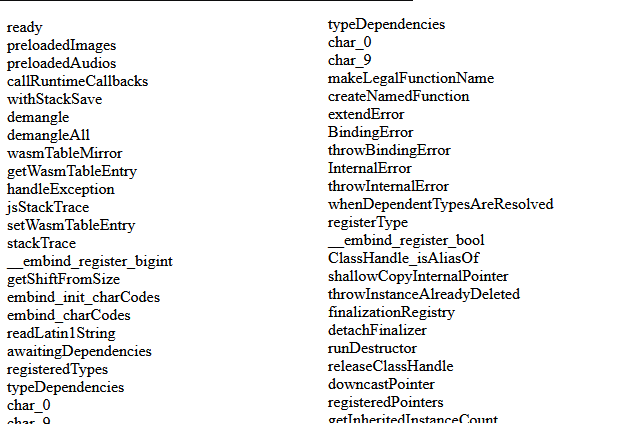 ready
preloadedImages
preloadedAudios
callRuntimeCallbacks
withStackSave
demangle
demangleAll
wasmTableMirror
getWasmTableEntry
handleException
jsStackTrace
setWasmTableEntry
stackTrace
__embind_register_bigint
getShiftFromSize
embind_init_charCodes
embind_charCodes
readLatin1String
awaitingDependencies
registeredTypes
typeDependencies
char_0
char_9
typeDependencies
char_0
char_9
makeLegalFunctionName
createNamedFunction
extendError
BindingError
throwBindingError
InternalError
throwInternalError
whenDependentTypesAreResolved
registerType
__embind_register_bool
ClassHandle_isAliasOf
shallowCopyInternalPointer
throwInstanceAlreadyDeleted
finalizationRegistry
detachFinalizer
runDestructor
releaseClassHandle
downcastPointer
registeredPointers
getInheritedInstanceCount